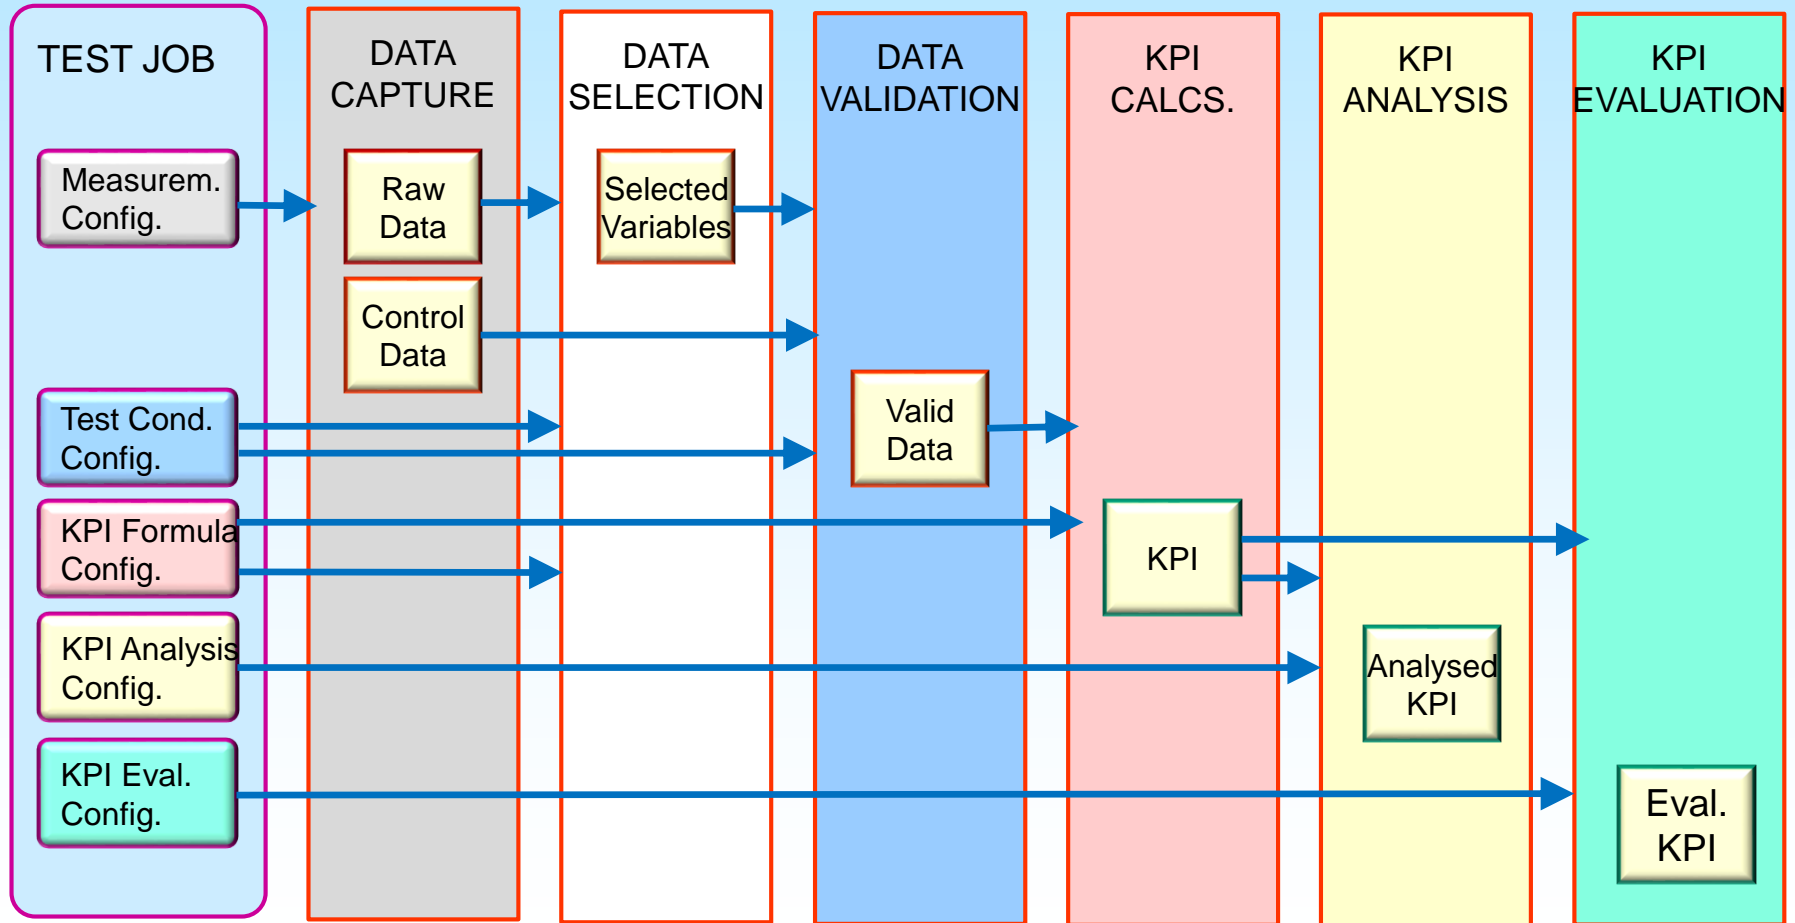 TEST JOB
DATA
CAPTURE
DATA
SELECTION
DATA
VALIDATION
KPI
CALCS.
KPI
ANALYSIS
KPI
EVALUATION
Measurem.
Config.
Raw
Data
Selected
Variables
Control
Data
Test Cond.
Config.
Valid
Data
KPI Formula
Config.
KPI
KPI Analysis
Config.
Analysed
KPI
KPI Eval.
Config.
Eval.
KPI